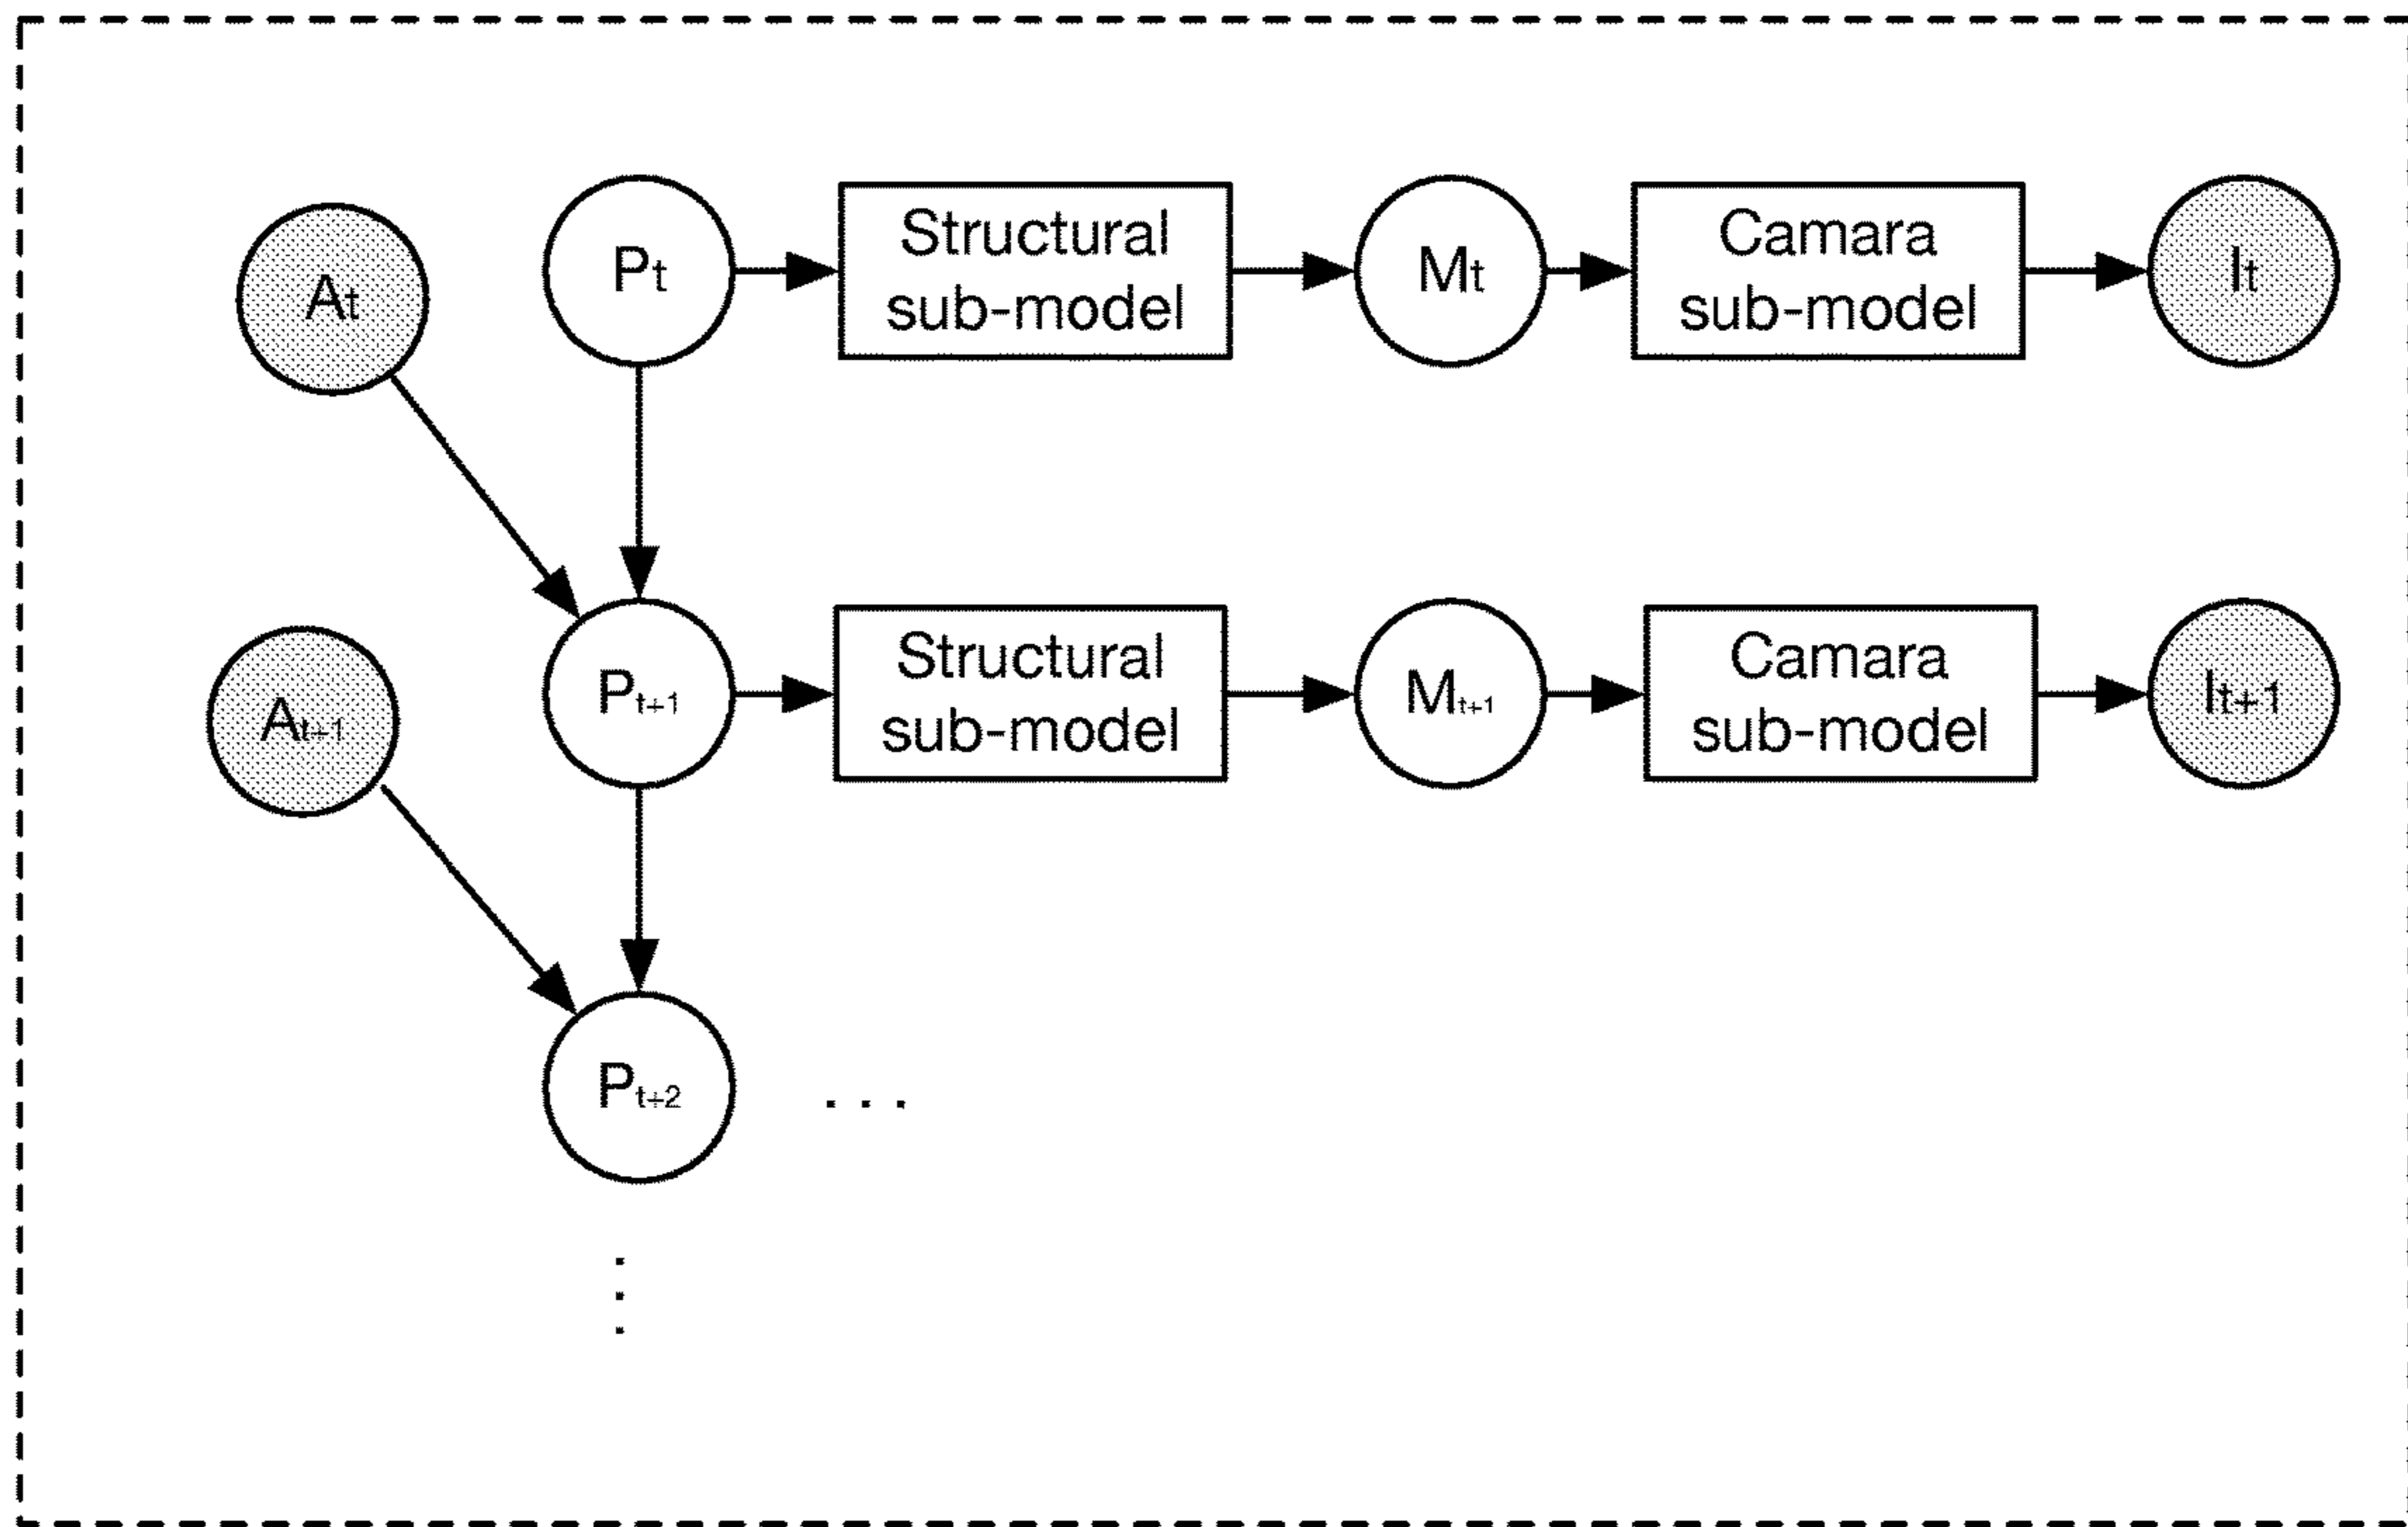 At
Pt
Structural
sub-model
Mt
Camara
sub-model
It
At+1
Pt+1
Structural
sub-model
Mt+1
Camara
sub-model
It+1
Pt+2
. . .
.
.
.